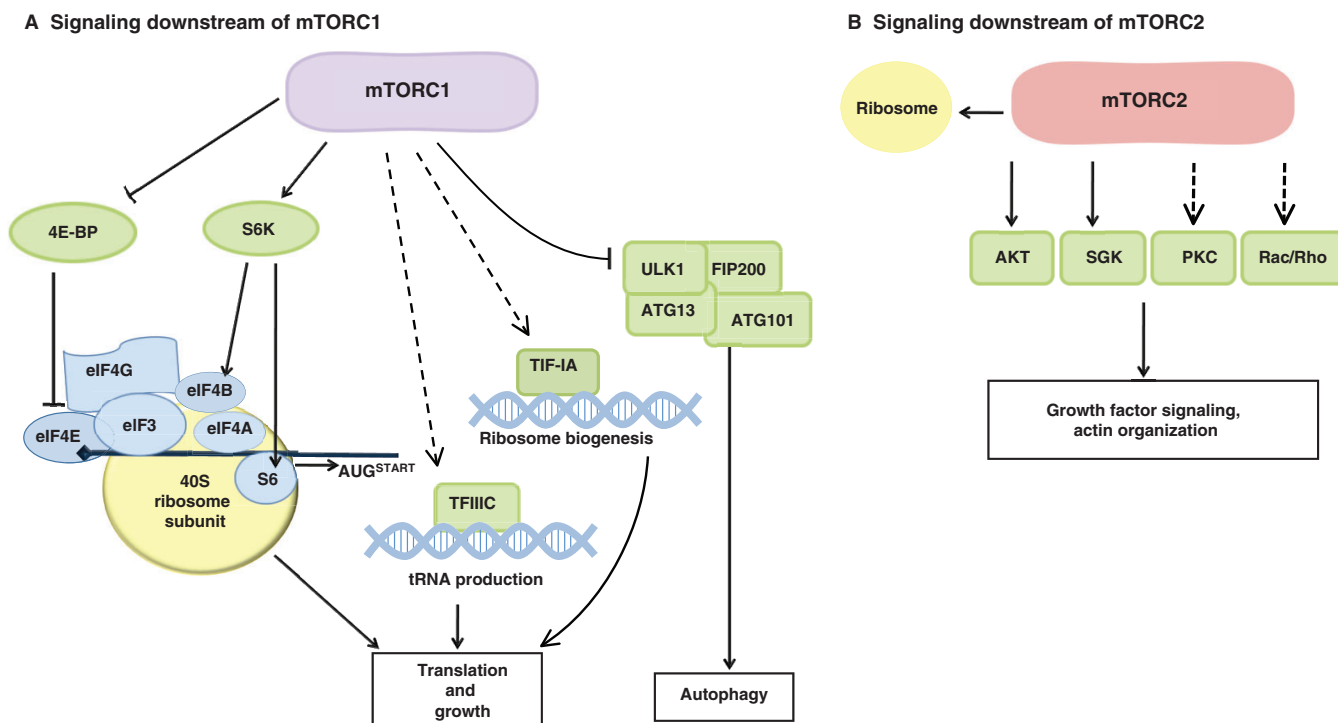 A Signaling downstream of mTORC1
mTORC1
4E-BP
S6K
ULK1
FIP200
ATG13
ATG101
eIF4G
eIF4B
eIF4E
eIF3
eIF4A
S6
AUGSTART
40S
ribosome
subunit
TIF-IA
Ribosome biogenesis
TFIIIC
tRNA production
Translation
and
growth
Autophagy
B Signaling downstream of mTORC2
Ribosome
mTORC2
AKT
SGK
PKC
Rac/Rho
Growth factor signaling,
actin organization